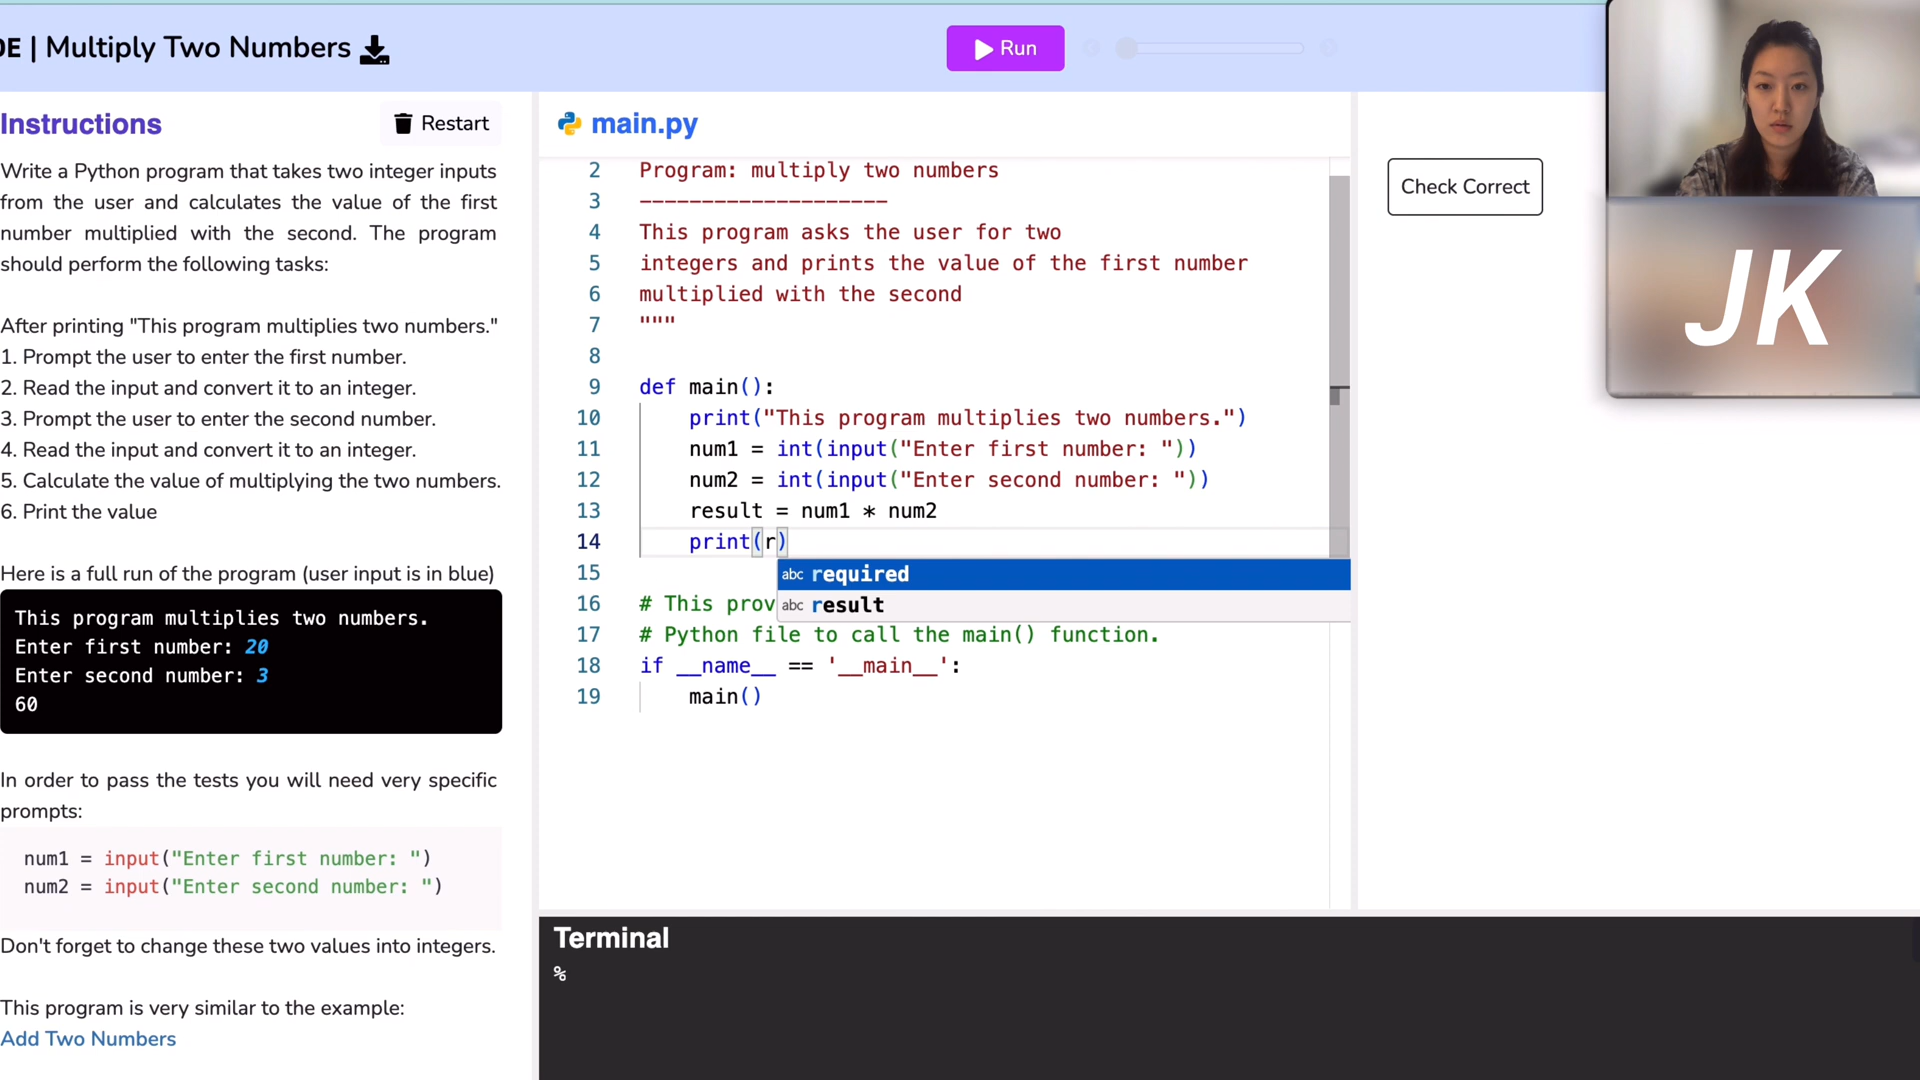 DE | Multiply Two Numbers
Run
Instructions
Restart
Write a Python program that takes two integer inputs
from the user and calculates the value of the first
number multiplied with the second. The program
should perform the following tasks:
After printing "This program multiplies two numbers."
1. Prompt the user to enter the first number.
2. Read the input and convert it to an integer.
3. Prompt the user to enter the second number.
4. Read the input and convert it to an integer.
5. Calculate the value of multiplying the two numbers.
6. Print the value
Here is a full run of the program (user input is in blue)
This program multiplies two numbers.
Enter first number: 20
Enter second number: 3
60
In order to pass the tests you will need very specific
prompts:
num1 = input("Enter first number: ")
num2 = input("Enter second number: ")
Don't forget to change these two values into integers.
This program is very similar to the example:
Add Two Numbers
main.py
2 Program: multiply two numbers
3 --------------------
4 This program asks the user for two
5 integers and prints the value of the first number
6 multiplied with the second
7 """
8
9 def main():
10 print("This program multiplies two numbers.")
11 num1 = int(input("Enter first number: "))
12 num2 = int(input("Enter second number: "))
13 result = num1 * num2
14 print(r)
15 abc required
16 # This prov abc result
17 # Python file to call the main() function.
18 if __name__ == '__main__':
19 main()
Terminal
%
Check Correct
JK